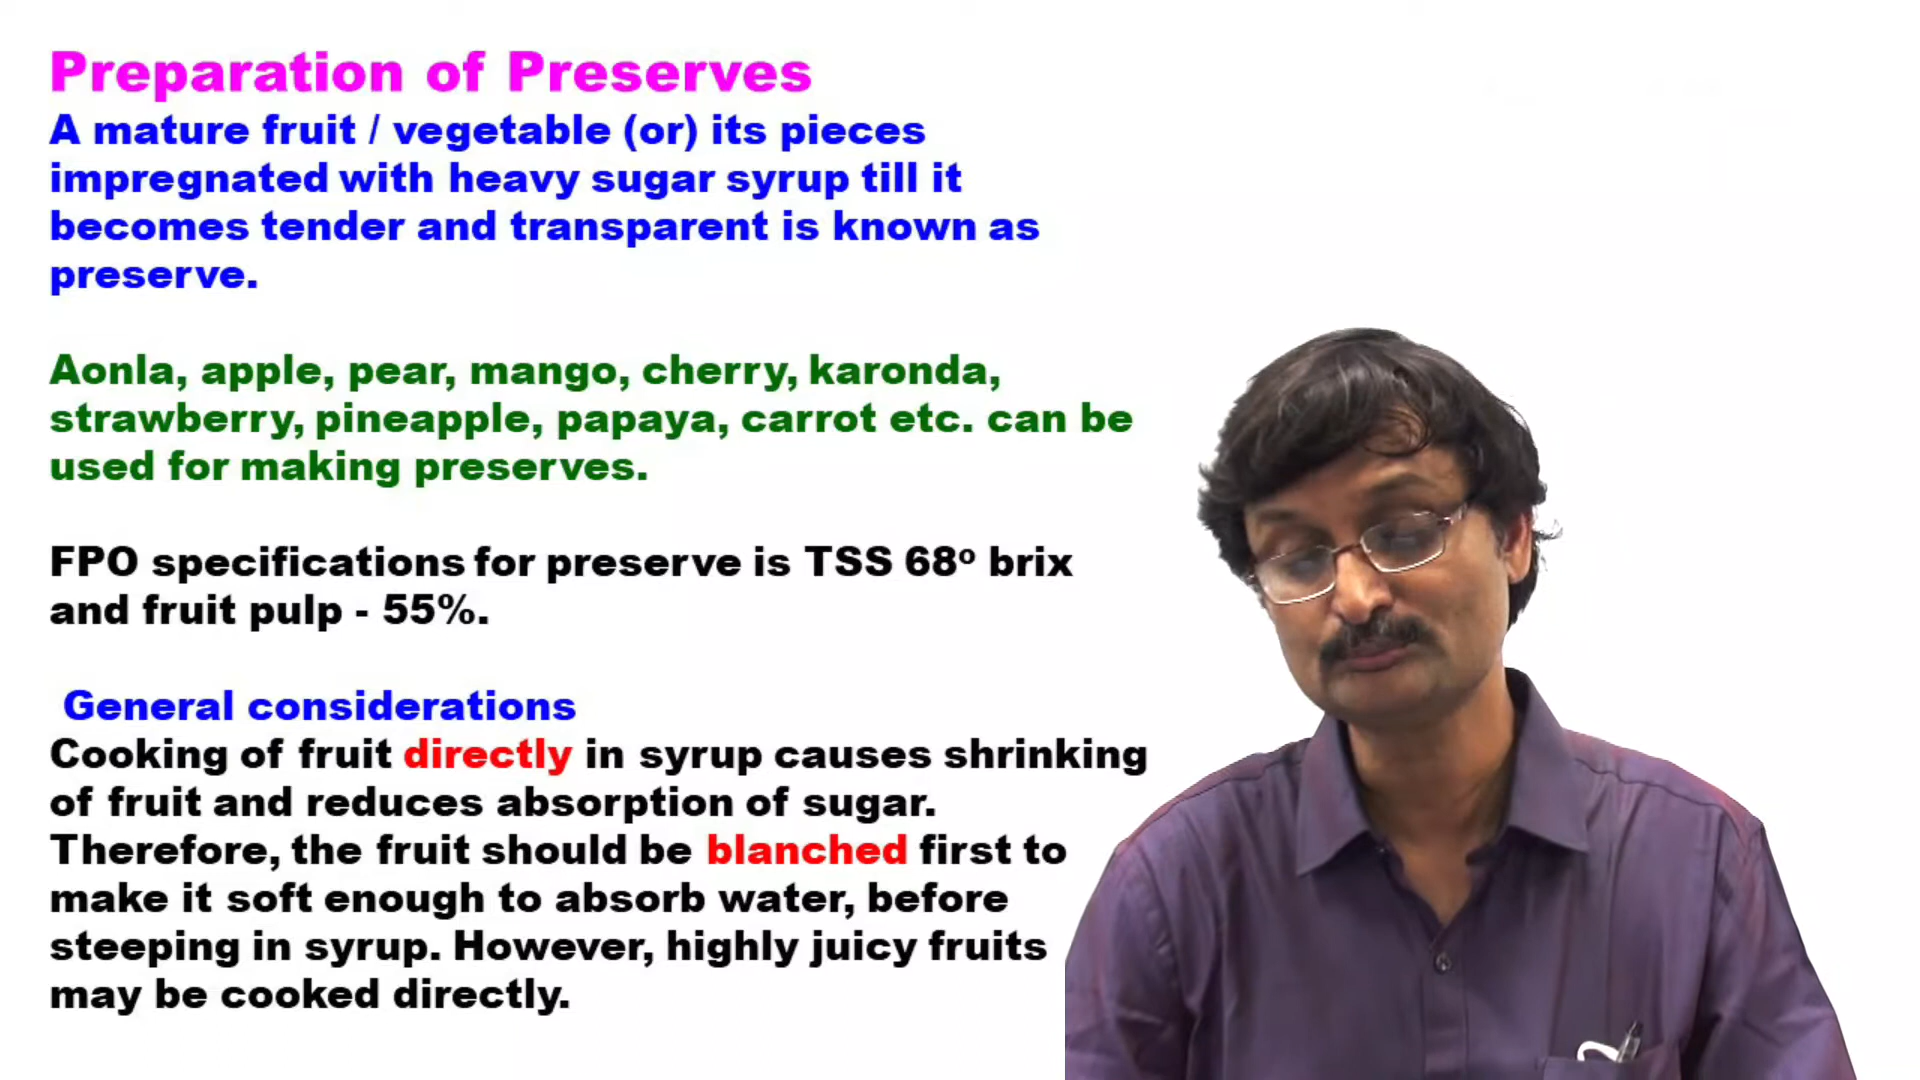 Preparation of Preserves
A mature fruit / vegetable (or) its pieces
impregnated with heavy sugar syrup till it
becomes tender and transparent is known as
preserve.
Aonla, apple, pear, mango, cherry, karonda,
strawberry, pineapple, papaya, carrot etc. can be
used for making preserves.
FPO specifications for preserve is TSS 68º brix
and fruit pulp - 55%.
General considerations
Cooking of fruit directly in syrup causes shrinking
of fruit and reduces absorption of sugar.
Therefore, the fruit should be blanched first to
make it soft enough to absorb water, before
steeping in syrup. However, highly juicy fruits
may be cooked directly.